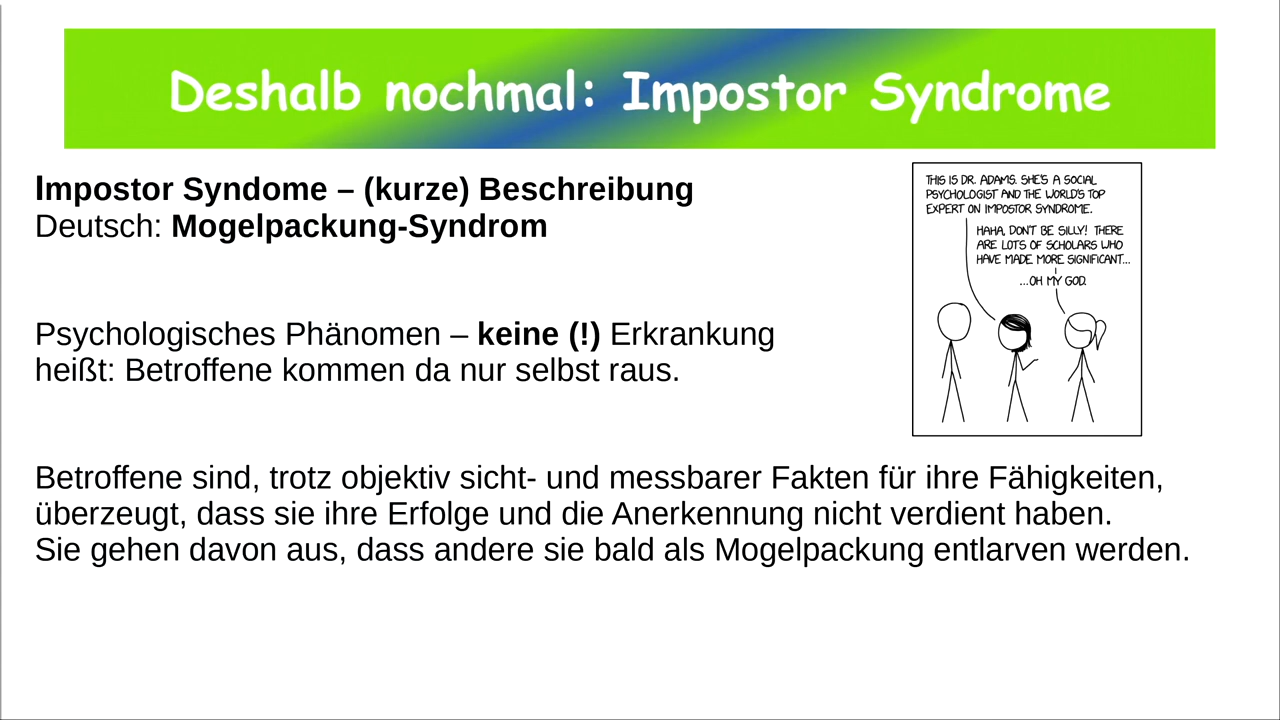 Deshalb nochmal: Impostor Syndrome
Impostor Syndome – (kurze) Beschreibung
Deutsch: Mogelpackung-Syndrom
Psychologisches Phänomen – keine (!) Erkrankung
heißt: Betroffene kommen da nur selbst raus.
THIS IS DR. ADAMS. SHE'S A SOCIAL
PSYCHOLOGIST AND THE WORLD'S TOP
EXPERT ON IMPOSTOR SYNDROME.
HAHA, DON'T BE SILLY! THERE
ARE LOTS OF SCHOLARS WHO
HAVE MADE MORE SIGNIFICANT...
...OH MY GOD.
Betroffene sind, trotz objektiv sicht- und messbarer Fakten für ihre Fähigkeiten,
überzeugt, dass sie ihre Erfolge und die Anerkennung nicht verdient haben.
Sie gehen davon aus, dass andere sie bald als Mogelpackung entlarven werden.